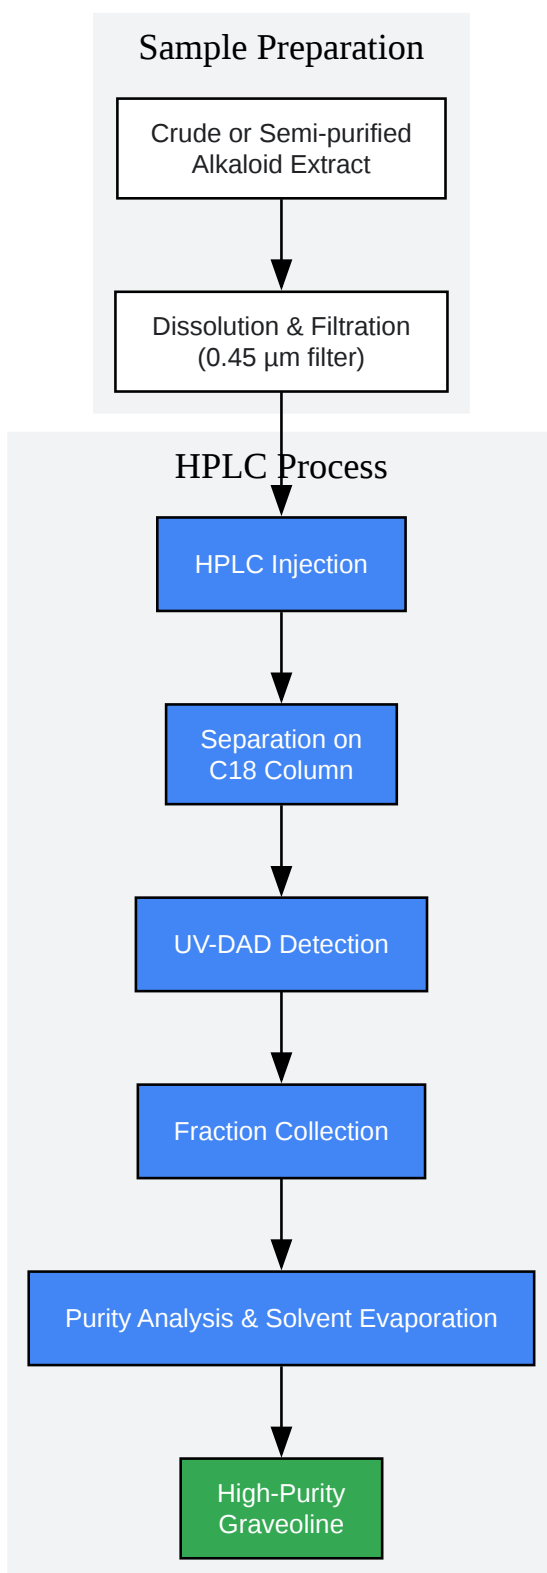 Sample Preparation
Crude or Semi-purified
Alkaloid Extract
Dissolution & Filtration
(0.45 µm filter)
HPLC Process
HPLC Injection
Separation on
C18 Column
UV-DAD Detection
Fraction Collection
Purity Analysis & Solvent Evaporation
High-Purity
Graveoline